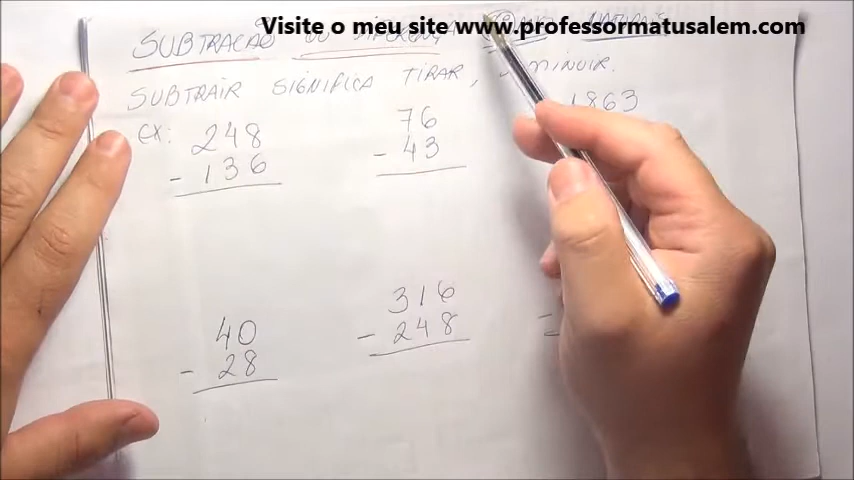 Visite o meu site www.professormatusalem.com
SUBTRAÇÃO
SUBTRAIR SIGNIFICA TIRAR,
EX: 248
- 136
76
- 43
1863
40
- 28
316
- 248